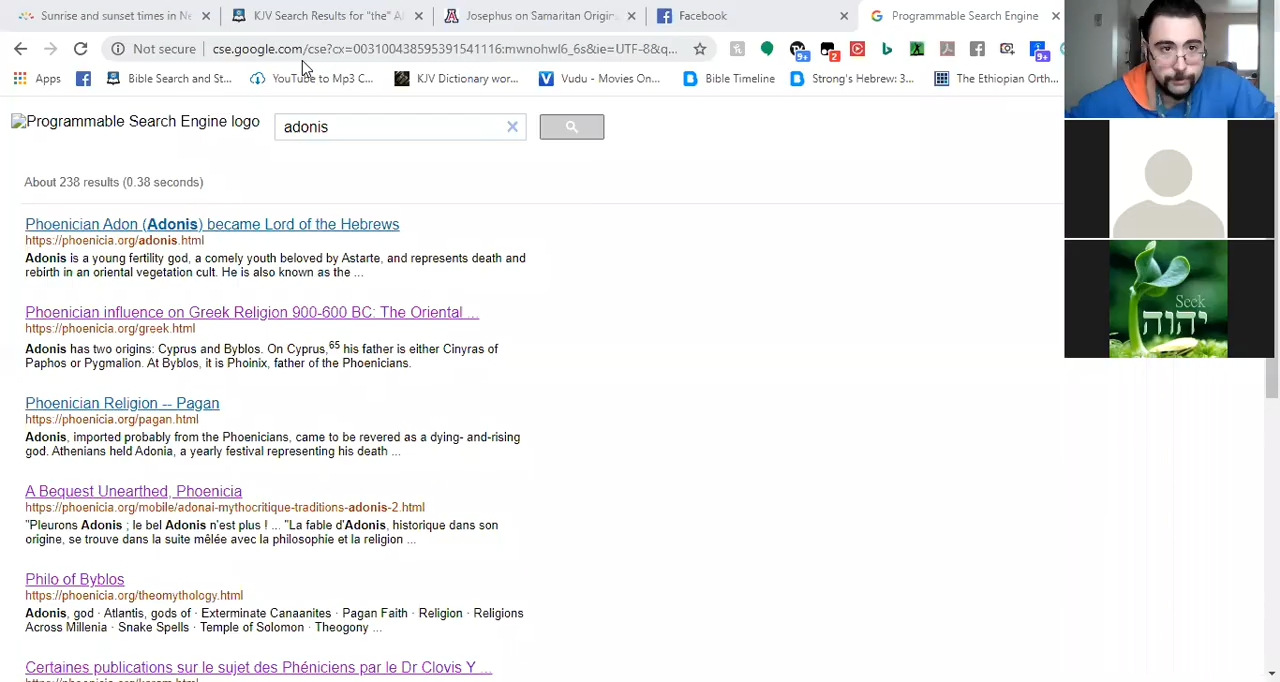 Sunrise and sunset times in Ne
KJV Search Results for "the" Al
Josephus on Samaritan Origin
Facebook
Programmable Search Engine
Not secure
cse.google.com/cse?cx=003100438595391541116:mwnohwl6_6s&ie=UTF-8&q...
9+
2
9+
Apps
Bible Search and St...
YouTube to Mp3 C...
KJV Dictionary wor...
Vudu - Movies On...
Bible Timeline
Strong's Hebrew: 3...
The Ethiopian Orth...
Programmable Search Engine logo
adonis
About 238 results (0.38 seconds)
Phoenician Adon (Adonis) became Lord of the Hebrews
https://phoenicia.org/adonis.html
Adonis is a young fertility god, a comely youth beloved by Astarte, and represents death and
rebirth in an oriental vegetation cult. He is also known as the ...
Phoenician influence on Greek Religion 900-600 BC: The Oriental ...
https://phoenicia.org/greek.html
Adonis has two origins: Cyprus and Byblos. On Cyprus,65 his father is either Cinyras of
Paphos or Pygmalion. At Byblos, it is Phoinix, father of the Phoenicians.
Phoenician Religion -- Pagan
https://phoenicia.org/pagan.html
Adonis, imported probably from the Phoenicians, came to be revered as a dying- and-rising
god. Athenians held Adonia, a yearly festival representing his death ...
A Bequest Unearthed, Phoenicia
https://phoenicia.org/mobile/adonai-mythocritique-traditions-adonis-2.html
"Pleurons Adonis ; le bel Adonis n'est plus ! ... "La fable d'Adonis, historique dans son
origine, se trouve dans la suite mêlée avec la philosophie et la religion ...
Philo of Byblos
https://phoenicia.org/theomythology.html
Adonis, god · Atlantis, gods of · Exterminate Canaanites · Pagan Faith · Religion · Religions
Across Millenia · Snake Spells · Temple of Solomon · Theogony ...
Certaines publications sur le sujet des Phéniciens par le Dr Clovis Y ...
Seek
יהוה